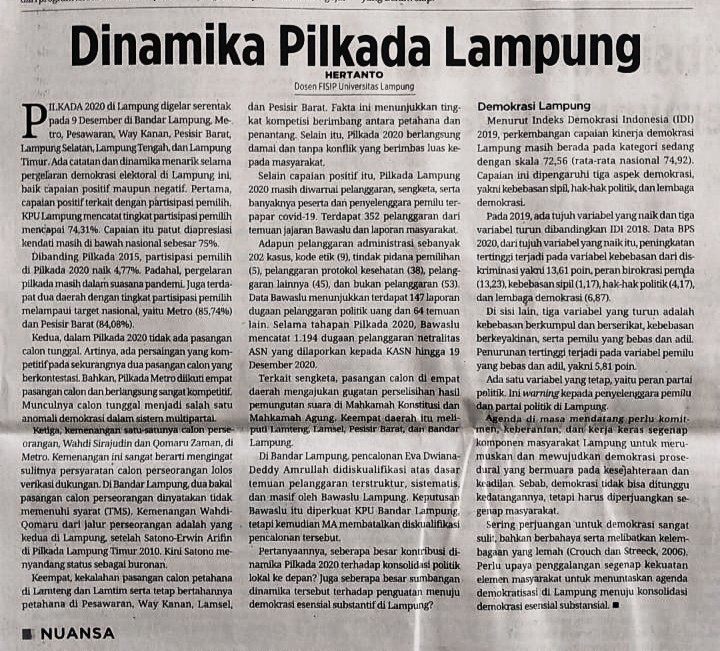 Dinamika Pilkada Lampung
HERTANTO
Dosen FISIP Universitas Lampung
PILKADA 2020 di Lampung digelar serentak
pada 9 Desember di Bandar Lampung, Me-
tro, Pesawaran, Way Kanan, Pesisir Barat,
Lampung Selatan, Lampung Tengah, dan Lampung
Timur. Ada catatan dan dinamika menarik selama
pergelaran demokrasi elektoral di Lampung ini,
baik capaian positif maupun negatif. Pertama,
capaian positif terkait dengan partisipasi pemilih.
KPU Lampung mencatat tingkat partisipasi pemilih
mencapai 74,31%. Capaian itu patut diapresiasi
kendati masih di bawah nasional sebesar 75%.
Dibanding Pilkada 2015, partisipasi pemilih
di Pilkada 2020 naik 4,77%. Padahal, pergelaran
pilkada masih dalam suasana pandemi. Juga terda-
pat dua daerah dengan tingkat partisipasi pemilih
melampaui target nasional, yaitu Metro (85,74%)
dan Pesisir Barat (84,08%).
Kedua, dalam Pilkada 2020 tidak ada pasangan
calon tunggal. Artinya, ada persaingan yang kom-
petitif pada sekurangnya dua pasangan calon yang
berkontestasi. Bahkan, Pilkada Metro diikuti empat
pasangan calon dan berlangsung sangat kompetitif.
Munculnya calon tunggal menjadi salah satu
anomali demokrasi dalam sistem multipartai.
Ketiga, kemenangan satu-satunya calon perse-
orangan, Wahdi Sirajudin dan Qomaru Zaman, di
Metro. Kemenangan ini sangat berarti mengingat
sulitnya persyaratan calon perseorangan lolos
verifikasi dukungan. Di Bandar Lampung, dua bakal
pasangan calon perseorangan dinyatakan tidak
memenuhi syarat (TMS). Kemenangan Wahdi-
Qomaru dari jalur perseorangan adalah yang
kedua di Lampung, setelah Satono-Erwin Arifin
di Pilkada Lampung Timur 2010. Kini Satono me-
nyandang status sebagai buronan.
Keempat, kekalahan pasangan calon petahana
di Lamteng dan Lamtim serta tetap bertahannya
petahana di Pesawaran, Way Kanan, Lamsel,
dan Pesisir Barat. Fakta ini menunjukkan ting-
kat kompetisi berimbang antara petahana dan
penantang. Selain itu, Pilkada 2020 berlangsung
damai dan tanpa konflik yang berimbas luas ke-
pada masyarakat.
Selain capaian positif itu, Pilkada Lampung
2020 masih diwarnai pelanggaran, sengketa, serta
banyaknya peserta dan penyelenggara pemilu ter-
papar covid-19. Terdapat 352 pelanggaran dari
temuan jajaran Bawaslu dan laporan masyarakat.
Adapun pelanggaran administrasi sebanyak
202 kasus, kode etik (9), tindak pidana pemilihan
(5), pelanggaran protokol kesehatan (38), pelang-
garan lainnya (45), dan bukan pelanggaran (53).
Data Bawaslu menunjukkan terdapat 147 laporan
dugaan pelanggaran politik uang dan 64 temuan
lain. Selama tahapan Pilkada 2020, Bawaslu
mencatat 1.194 dugaan pelanggaran netralitas
ASN yang dilaporkan kepada KASN hingga 19
Desember 2020.
Terkait sengketa, pasangan calon di empat
daerah mengajukan gugatan perselisihan hasil
pemungutan suara di Mahkamah Konstitusi dan
Mahkamah Agung. Keempat daerah itu meli-
puti Lamteng, Lamsel, Pesisir Barat, dan Bandar
Lampung.
Di Bandar Lampung, pencalonan Eva Dwiana-
Deddy Amrullah didiskualifikasi atas dasar
temuan pelanggaran terstruktur, sistematis,
dan masif oleh Bawaslu Lampung. Keputusan
Bawaslu itu diperkuat KPU Bandar Lampung,
tetapi kemudian MA membatalkan diskualifikasi
pencalonan tersebut.
Pertanyaannya, seberapa besar kontribusi di-
namika Pilkada 2020 terhadap konsolidasi politik
lokal ke depan? Juga seberapa besar sumbangan
dinamika tersebut terhadap penguatan menuju
demokrasi esensial substantif di Lampung?
Demokrasi Lampung
Menurut Indeks Demokrasi Indonesia (IDI)
2019, perkembangan capaian kinerja demokrasi
Lampung masih berada pada kategori sedang
dengan skala 72,56 (rata-rata nasional 74,92).
Capaian ini dipengaruhi tiga aspek demokrasi,
yakni kebebasan sipil, hak-hak politik, dan lembaga
demokrasi.
Pada 2019, ada tujuh variabel yang naik dan tiga
variabel turun dibandingkan IDI 2018. Data BPS
2020, dari tujuh variabel yang naik itu, peningkatan
tertinggi terjadi pada variabel kebebasan dari dis-
kriminasi yakni 13,61 poin, peran birokrasi pemda
(13,23), kebebasan sipil (1,17), hak-hak politik (4,17),
dan lembaga demokrasi (6,87).
Di sisi lain, tiga variabel yang turun adalah
kebebasan berkumpul dan berserikat, kebebasan
berkeyakinan, serta pemilu yang bebas dan adil.
Penurunan tertinggi terjadi pada variabel pemilu
yang bebas dan adil, yakni 5,81 poin.
Ada satu variabel yang tetap, yaitu peran partai
politik. Ini warning kepada penyelenggara pemilu
dan partai politik di Lampung.
Agenda di masa mendatang perlu komit-
men, keberanian, dan kerja keras segenap
komponen masyarakat Lampung untuk meru-
muskan dan mewujudkan demokrasi prose-
dural yang bermuara pada kesejahteraan dan
keadilan. Sebab, demokrasi tidak bisa ditunggu
kedatangannya, tetapi harus diperjuangkan se-
genap masyarakat.
Sering perjuangan untuk demokrasi sangat
sulit, bahkan berbahaya serta melibatkan kelem-
bagaan yang lemah (Crouch dan Streeck, 2006).
Perlu upaya penggalangan segenap kekuatan
elemen masyarakat untuk menuntaskan agenda
demokratisasi di Lampung menuju konsolidasi
demokrasi esensial substansial. ■
■ NUANSA